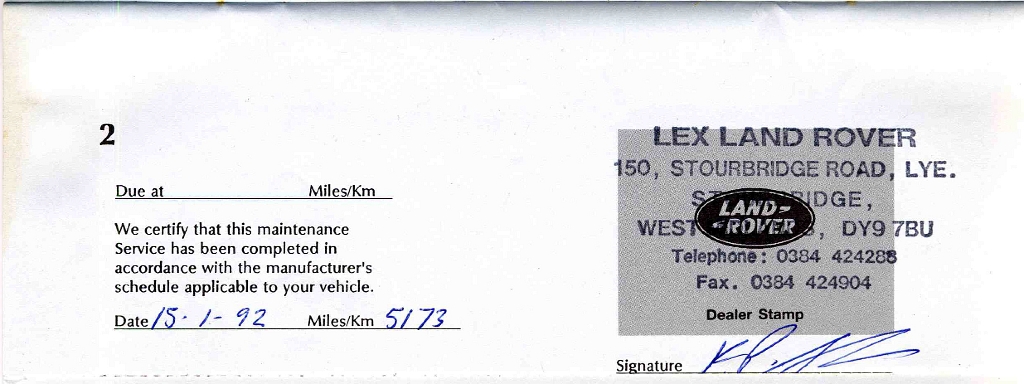 2
Due at Miles/Km
We certify that this maintenance
Service has been completed in
accordance with the manufacturer's
schedule applicable to your vehicle.
Date 15-1-92 Miles/Km 5173
LEX LAND ROVER
150, STOURBRIDGE ROAD, LYE.
LAND-
ROVER
WEST DY9 7BU
Telephone: 0384 424288
Fax. 0384 424904
Dealer Stamp
Signature